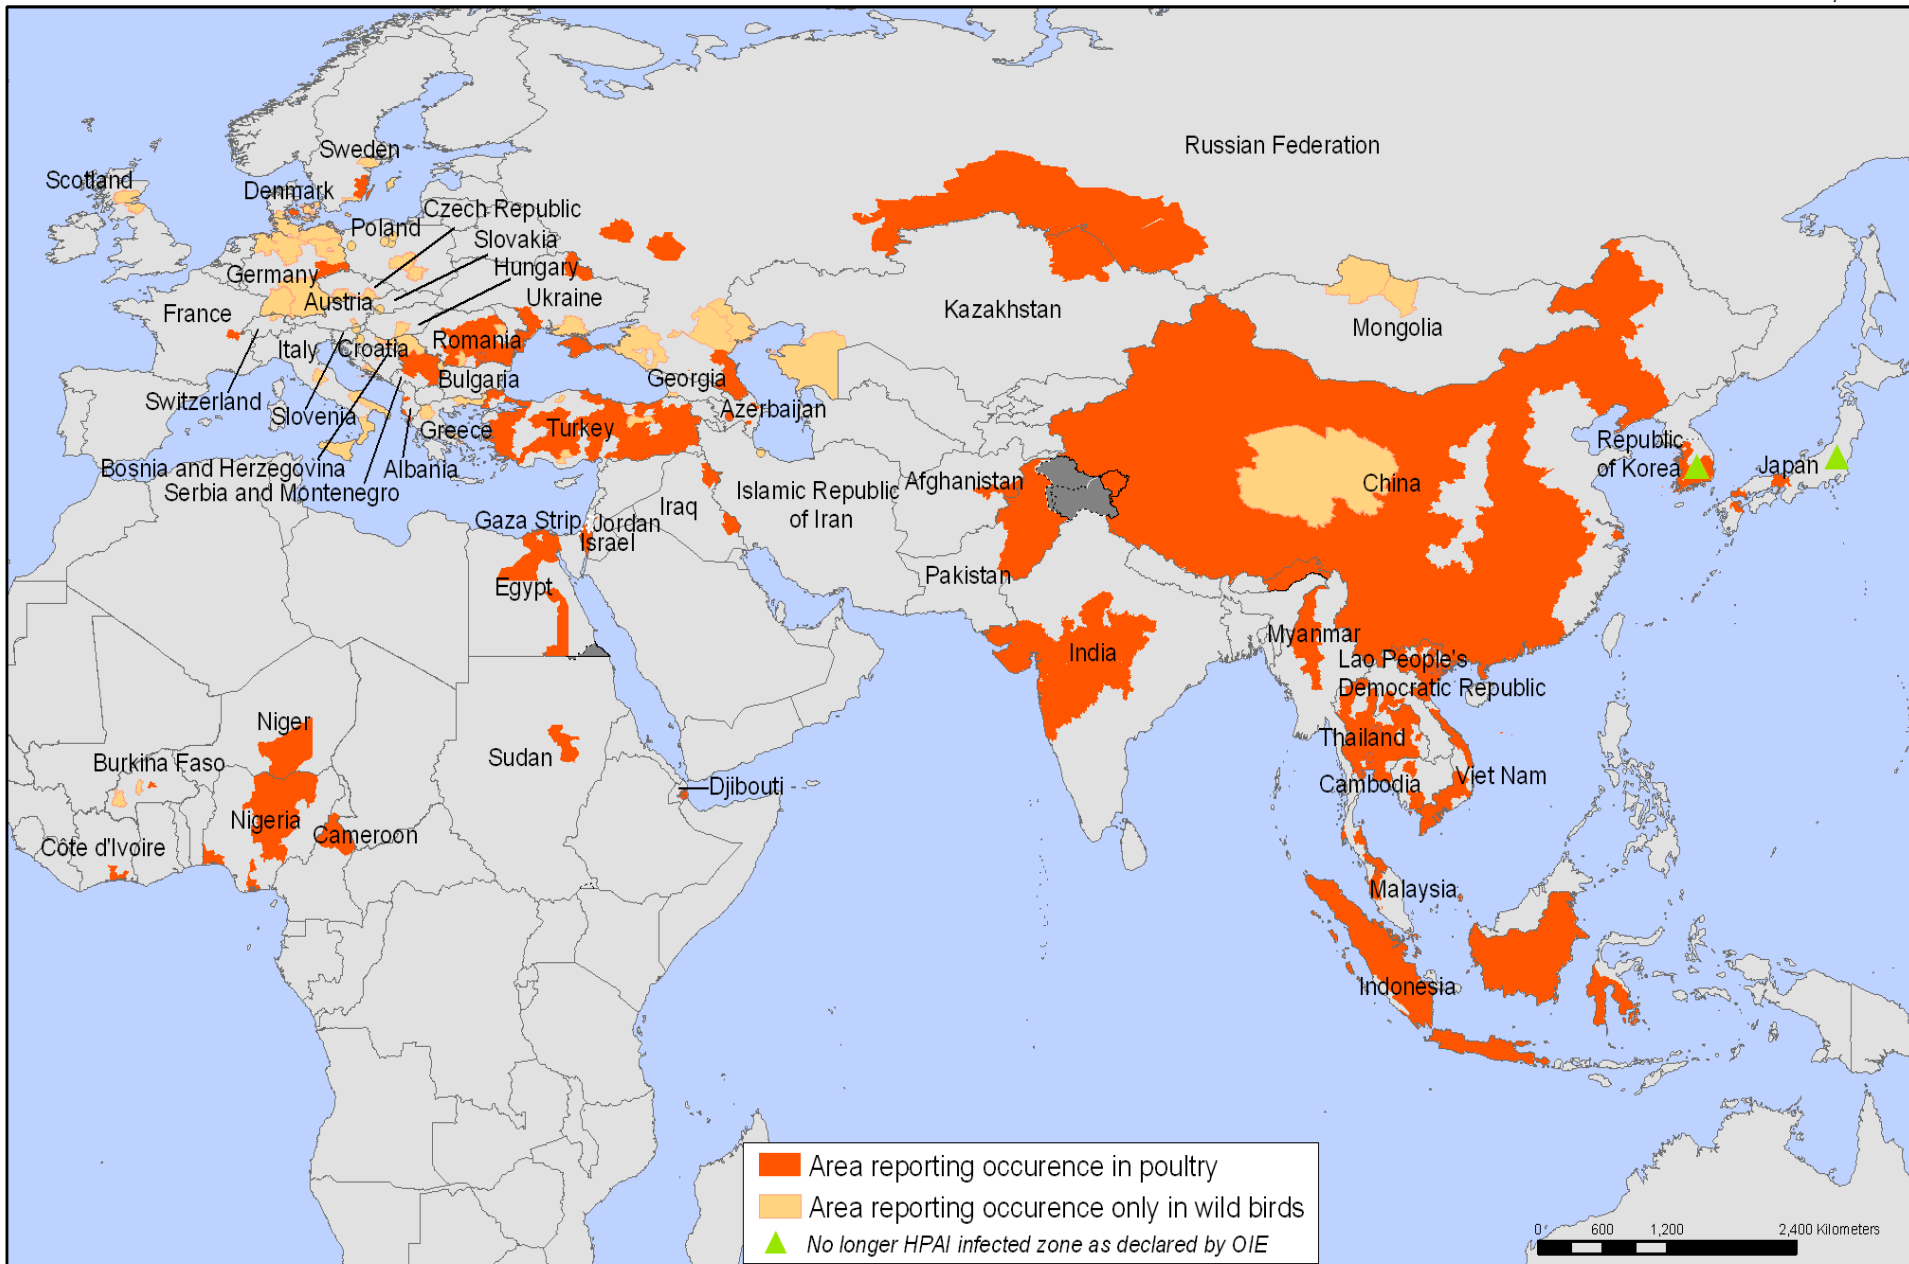 Russian Federation
Sweden
Scotland
Denmark
Czech Republic
Poland
Slovakia
Hungary
Germany
Ukraine
Austria
France
Kazakhstan
Mongolia
Romania
Italy
Croatia
Georgia
Bulgaria
Switzerland
Azerbaijan
Slovenia
Greece
Turkey
Republic
of Korea
Japan
Bosnia and Herzegovina
Albania
Serbia and Montenegro
Afghanistan
China
Islamic Republic
of Iran
Iraq
Gaza Strip
Jordan
Israel
Pakistan
Egypt
Myanmar
India
Lao People's
Democratic Republic
Niger
Thailand
Sudan
Burkina Faso
Djibouti
Cambodia
Viet Nam
Nigeria
Cameroon
Côte d'Ivoire
Malaysia
Indonesia
Area reporting occurence in poultry
Area reporting occurence only in wild birds
No longer HPAI infected zone as declared by OIE
0 600 1,200 2,400 Kilometers